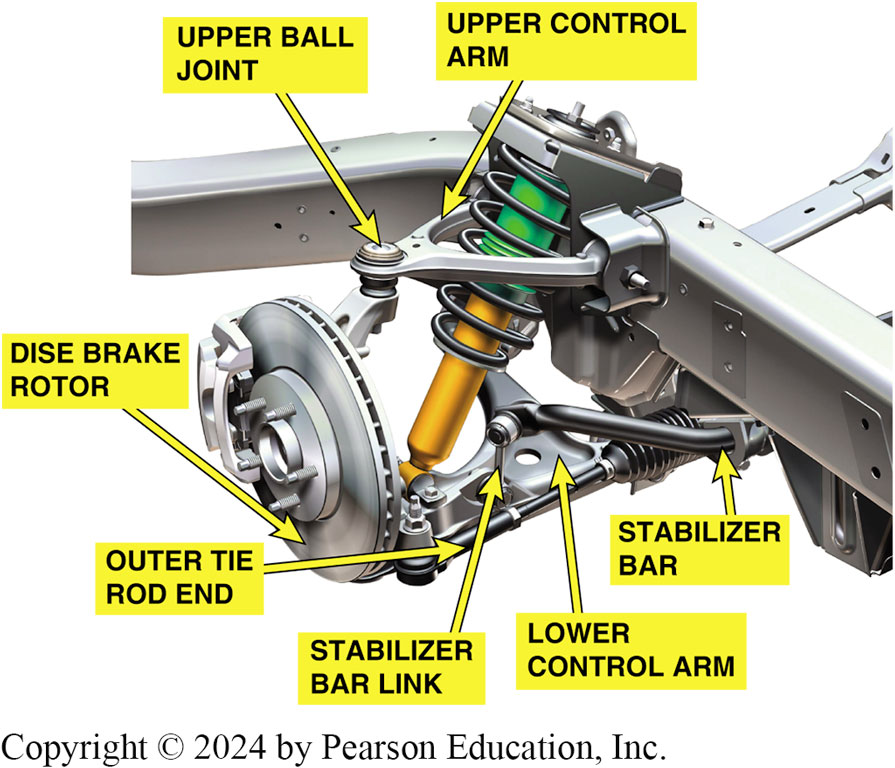 UPPER BALL
JOINT
UPPER CONTROL
ARM
DISE BRAKE
ROTOR
OUTER TIE
ROD END
STABILIZER
BAR
STABILIZER
BAR LINK
LOWER
CONTROL ARM
Copyright © 2024 by Pearson Education, Inc.